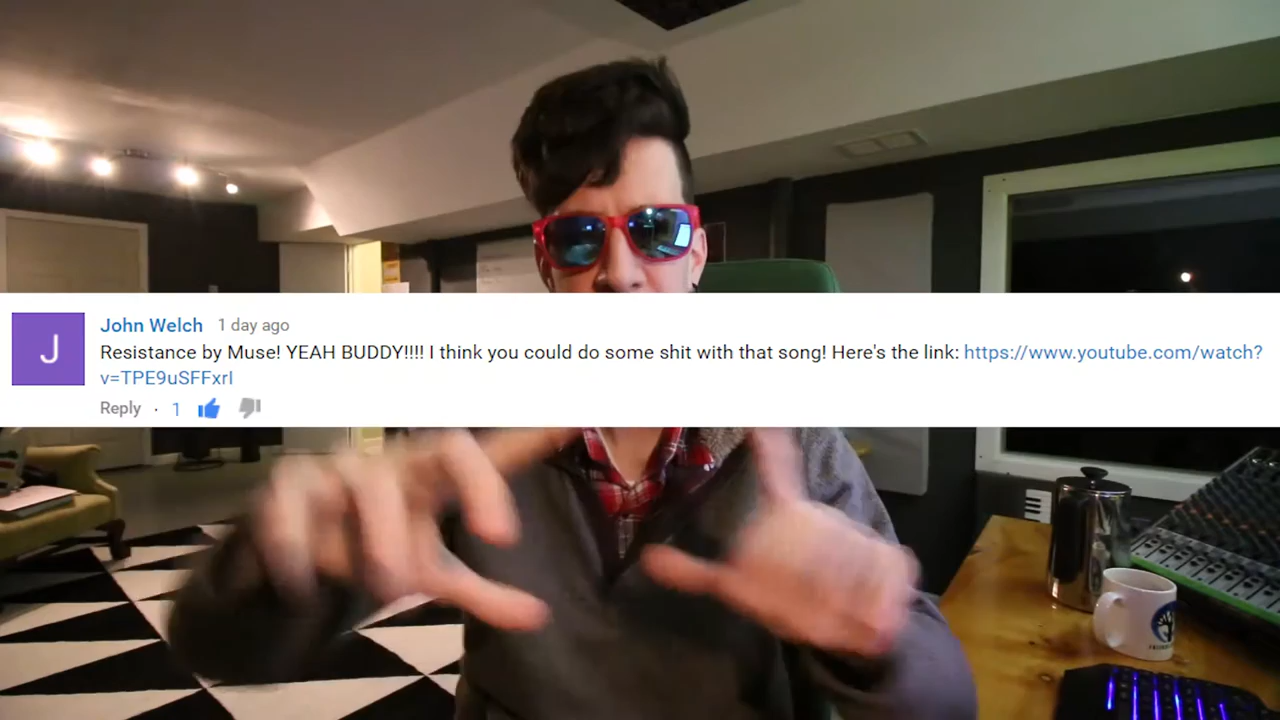 J
John Welch 1 day ago
Resistance by Muse! YEAH BUDDY!!!! I think you could do some shit with that song! Here's the link: https://www.youtube.com/watch?
v=TPE9uSFFxrI
Reply · 1